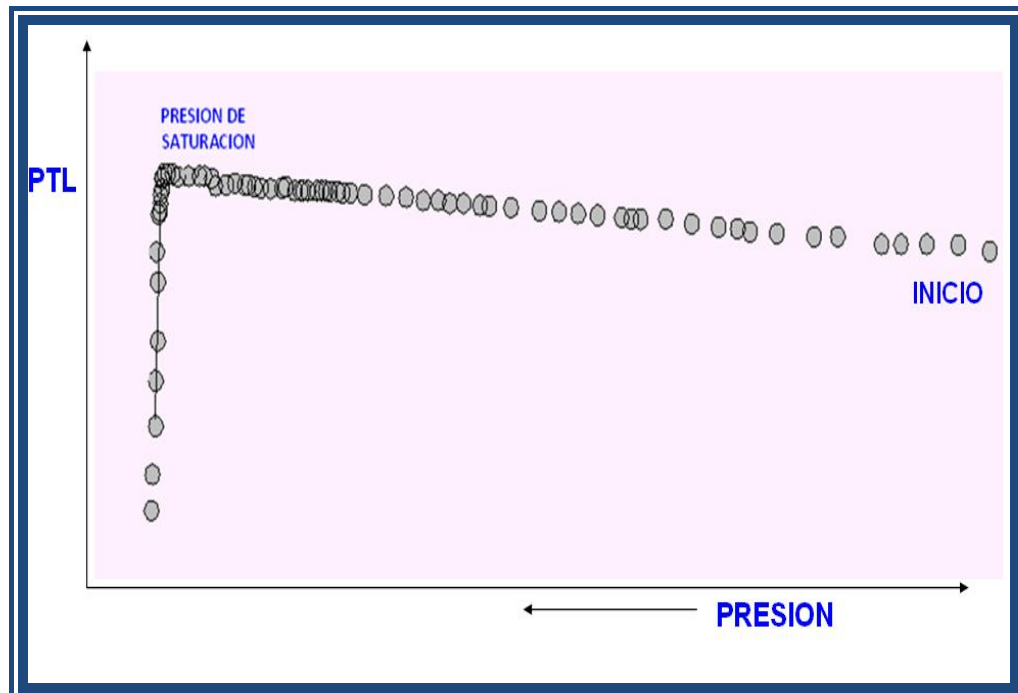 PRESION DE
SATURACION
PTL
INICIO
PRESION